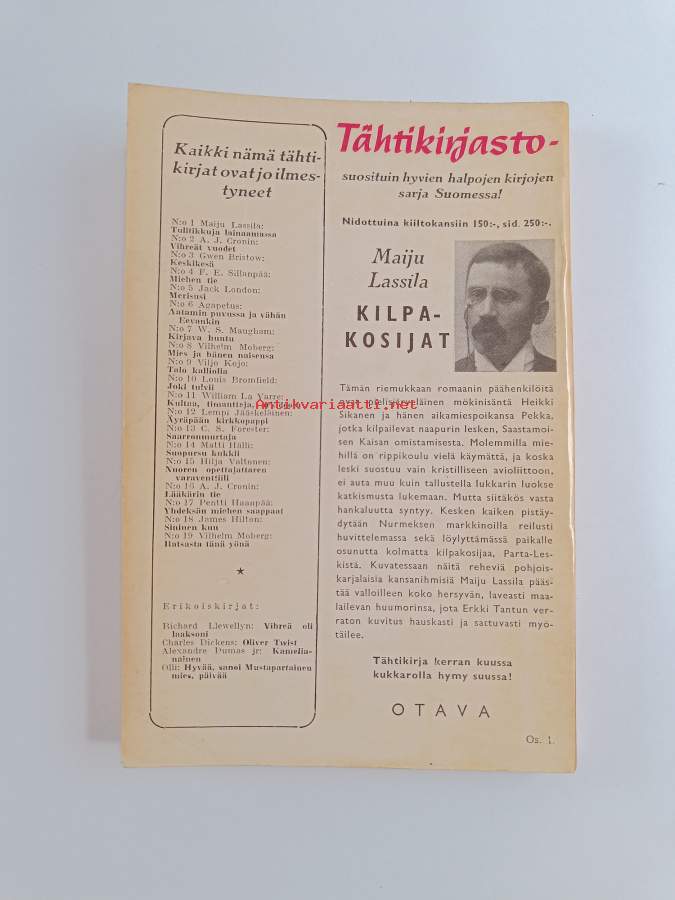 Kaikki nämä tähti-
kirjat ovat jo ilmes-
tyneet
N:o 1 Maiju Lassila:
Tulitikkuja lainaamassa
N:o 2 A. J. Cronin:
Vihreät vuodet
N:o 3 Gwen Bristow:
Keskikesä
N:o 4 F. E. Sillanpää:
Miehen tie
N:o 5 Jack London:
Merisusi
N:o 6 Agapetus:
Aatamin puvussa ja vähän
Eevankin
N:o 7 W. S. Maugham:
Kirjava huntu
N:o 8 Vilhelm Moberg:
Mies ja hänen naisensa
N:o 9 Viljo Kojo:
Talo kalliolla
N:o 10 Louis Bromfield:
Joki tulvii
N:o 11 William La Varre:
Kultaa, timantteja,
N:o 12 Lempi Jääskeläinen:
Äyräpään kirkkopappi
N:o 13 C. S. Forester:
Saarronmurtaja
N:o 14 Matti Hälli:
Suopursu kukkii
N:o 15 Hilja Valtonen:
Nuoren opettajattaren
varaventtiili
N:o 16 A. J. Cronin:
Lääkärin tie
N:o 17 Pentti Haanpää:
Yhdeksän miehen saappaat
N:o 18 James Hilton:
Sininen kuu
N:o 19 Vilhelm Moberg:
Ratsasta tänä yönä
★
Erikoiskirjat:
Richard Llewellyn: Vihreä oli
laaksoni
Charles Dickens: Oliver Twist
Alexandre Dumas jr: Kamelia-
nainen
Olli: Hyvää, sanoi Mustapartainen
mies, päivää
Tähtikirjasto-
suosituin hyvien halpojen kirjojen
sarja Suomessa!
Nidottuina kiiltokansiin 150:-, sid. 250:-.
Maiju
Lassila
KILPA-
KOSIJAT
Tämän riemukkaan romaanin päähenkilöitä
ovat pielisjärveläinen mökinisäntä Heikki
Sikanen ja hänen aikamiespoikansa Pekka,
jotka kilpailevat naapurin lesken, Saastamoi-
sen Kaisan omistamisesta. Molemmilla mie-
hillä on rippikoulu vielä käymättä, ja koska
leski suostuu vain kristilliseen avioliittoon,
ei auta muu kuin tallustella lukkarin luokse
katkismusta lukemaan. Mutta siitäkös vasta
hankaluutta syntyy. Kesken kaiken pistäy-
dytään Nurmeksen markkinoilla reilusti
huvittelemassa sekä löylyttämässä paikalle
osunutta kolmatta kilpakosijaa, Parta-Les-
kistä. Kuvatessaan näitä reheviä pohjois-
karjalaisia kansanihmisiä Maiju Lassila pääs-
tää valloilleen koko hersyvän, laveasti maa-
lailevan huumorinsa, jota Erkki Tantun ver-
raton kuvitus hauskasti ja sattuvasti myö-
täilee.
Tähtikirja kerran kuussa
kukkarolla hymy suussa!
OTAVA
Os. 1.
Antikvariaatti.net